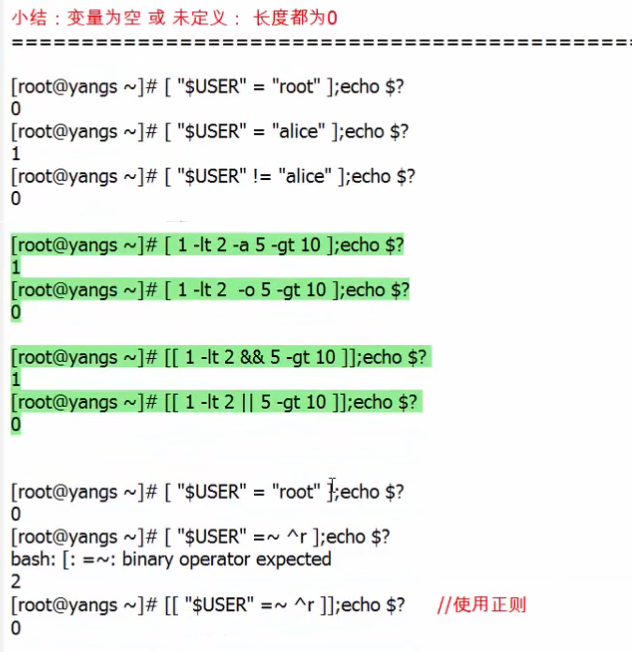 小结：变量为空 或 未定义： 长度都为0
================================================
[root@yangs ~]# [ "$USER" = "root" ];echo $?
0
[root@yangs ~]# [ "$USER" = "alice" ];echo $?
1
[root@yangs ~]# [ "$USER" != "alice" ];echo $?
0
[root@yangs ~]# [ 1 -lt 2 -a 5 -gt 10 ];echo $?
1
[root@yangs ~]# [ 1 -lt 2  -o 5 -gt 10 ];echo $?
0
[root@yangs ~]# [[ 1 -lt 2 && 5 -gt 10 ]];echo $?
1
[root@yangs ~]# [[ 1 -lt 2 || 5 -gt 10 ]];echo $?
0
[root@yangs ~]# [ "$USER" = "root" ];echo $?
0
[root@yangs ~]# [ "$USER" =~ ^r ];echo $?
bash: [: =~: binary operator expected
2
[root@yangs ~]# [[ "$USER" =~ ^r ]];echo $?      //使用正则
0